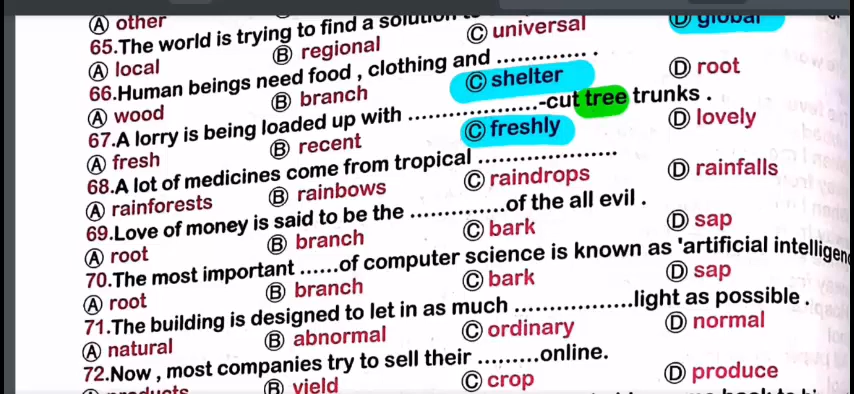 Ⓐ other
65.The world is trying to find a solution
Ⓐ local Ⓑ regional Ⓒ universal Ⓓ global
66.Human beings need food , clothing and .............. .
Ⓐ wood Ⓑ branch Ⓒ shelter Ⓓ root
67.A lorry is being loaded up with ...................-cut tree trunks .
Ⓐ fresh Ⓑ recent Ⓒ freshly Ⓓ lovely
68.A lot of medicines come from tropical ....................
Ⓐ rainforests Ⓑ rainbows Ⓒ raindrops Ⓓ rainfalls
69.Love of money is said to be the ..............of the all evil .
Ⓐ root Ⓑ branch Ⓒ bark Ⓓ sap
70.The most important ......of computer science is known as 'artificial
Ⓐ root Ⓑ branch Ⓒ bark Ⓓ sap
71.The building is designed to let in as much .................light as possible .
Ⓐ natural Ⓑ abnormal Ⓒ ordinary Ⓓ normal
72.Now , most companies try to sell their .........online.
Ⓑ yield Ⓒ crop Ⓓ produce